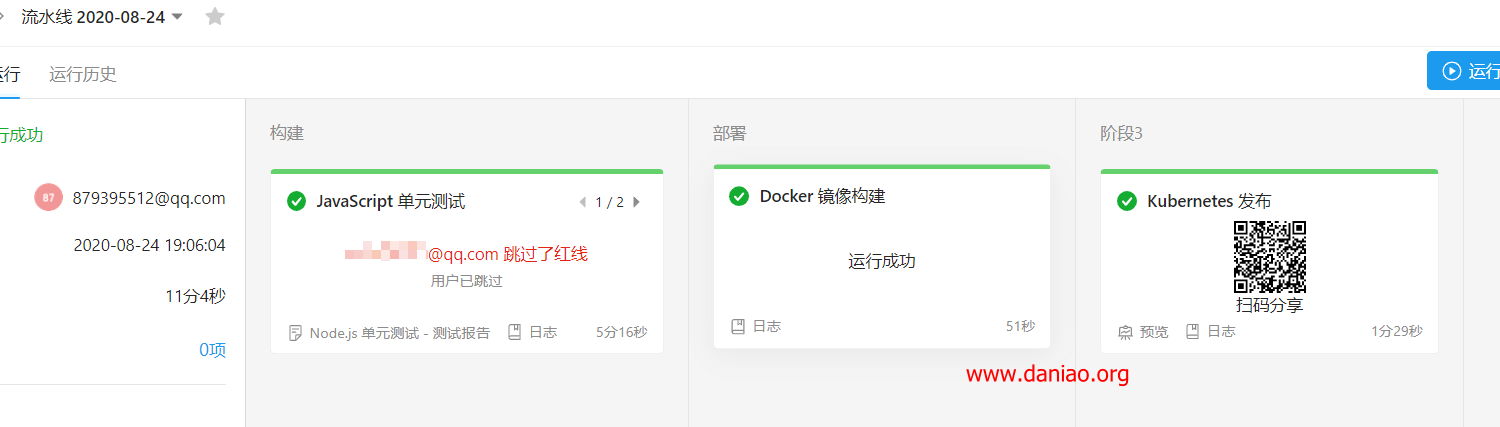 流水线 2020-08-24
运行
运行历史
运行
行成功
87
879395512@qq.com
2020-08-24 19:06:04
11分4秒
0项
构建
JavaScript 单元测试
1 / 2
@qq.com 跳过了红线
用户已跳过
Node.js 单元测试 - 测试报告
日志
5分16秒
部署
Docker 镜像构建
运行成功
日志
51秒
阶段3
Kubernetes 发布
扫码分享
预览
日志
1分29秒
www.daniao.org